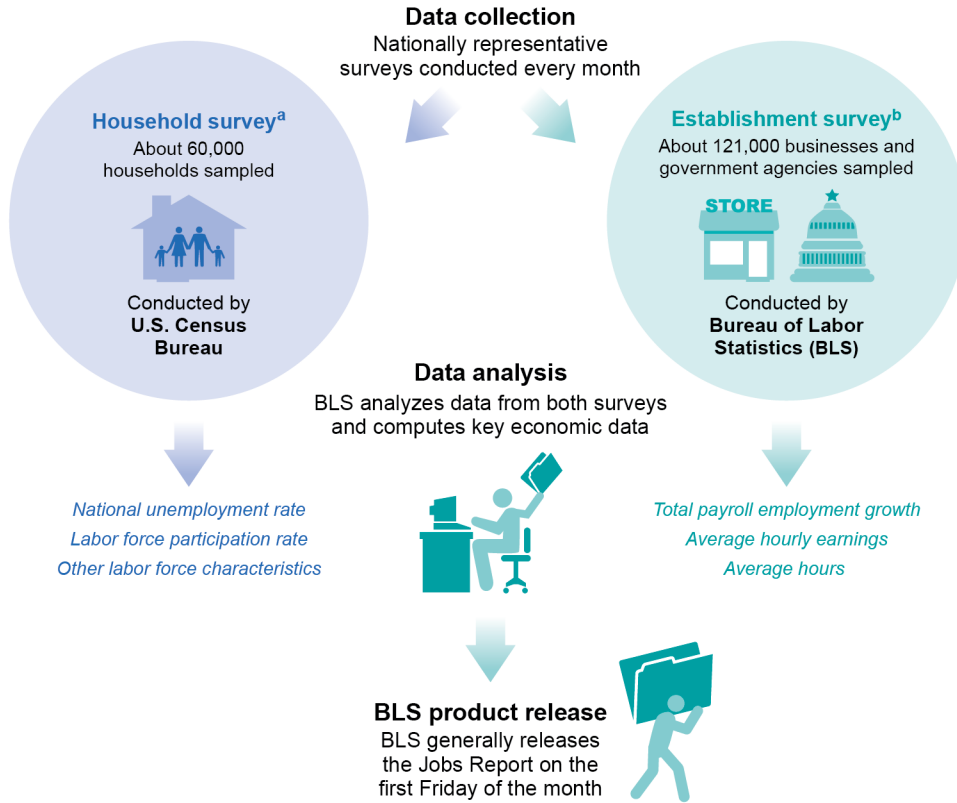 Data collection
Nationally representative
surveys conducted every month
Household surveyᵃ
About 60,000
households sampled
Conducted by
U.S. Census
Bureau
Establishment surveyᵇ
About 121,000 businesses and
government agencies sampled
STORE
Conducted by
Bureau of Labor
Statistics (BLS)
Data analysis
BLS analyzes data from both surveys
and computes key economic data
National unemployment rate
Labor force participation rate
Other labor force characteristics
Total payroll employment growth
Average hourly earnings
Average hours
BLS product release
BLS generally releases
the Jobs Report on the
first Friday of the month